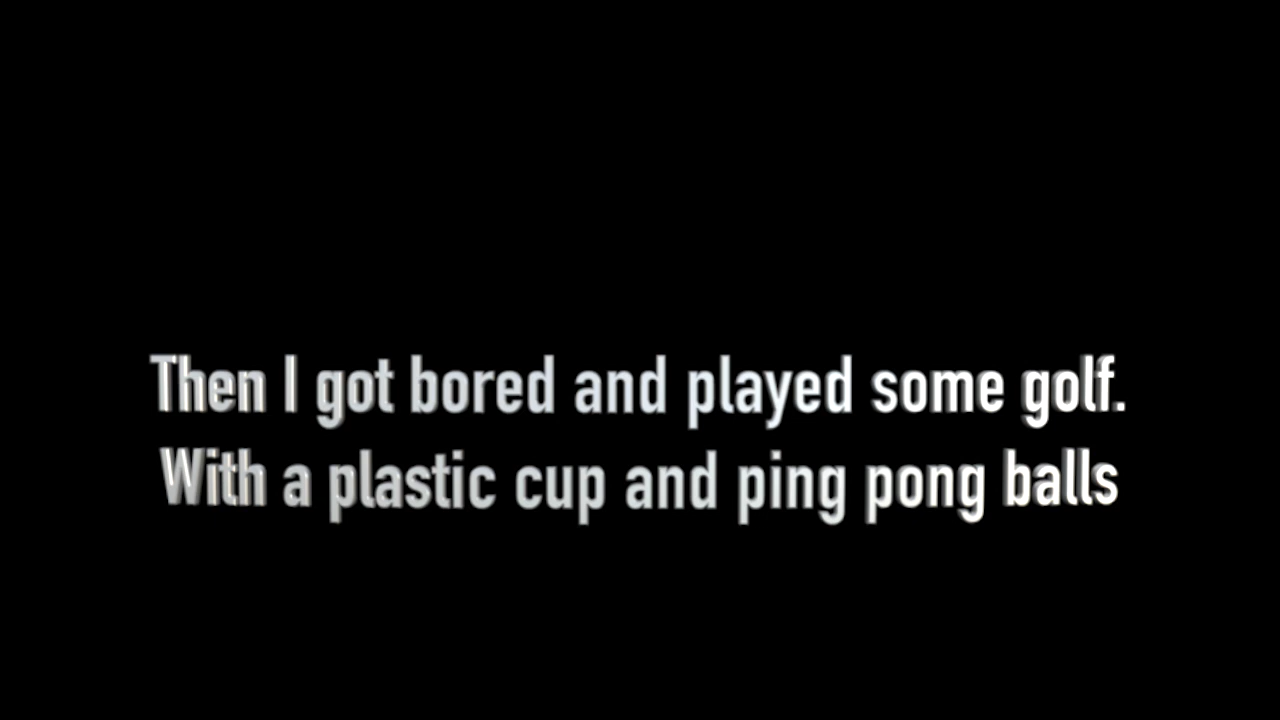 Then I got bored and played some golf.
With a plastic cup and ping pong balls